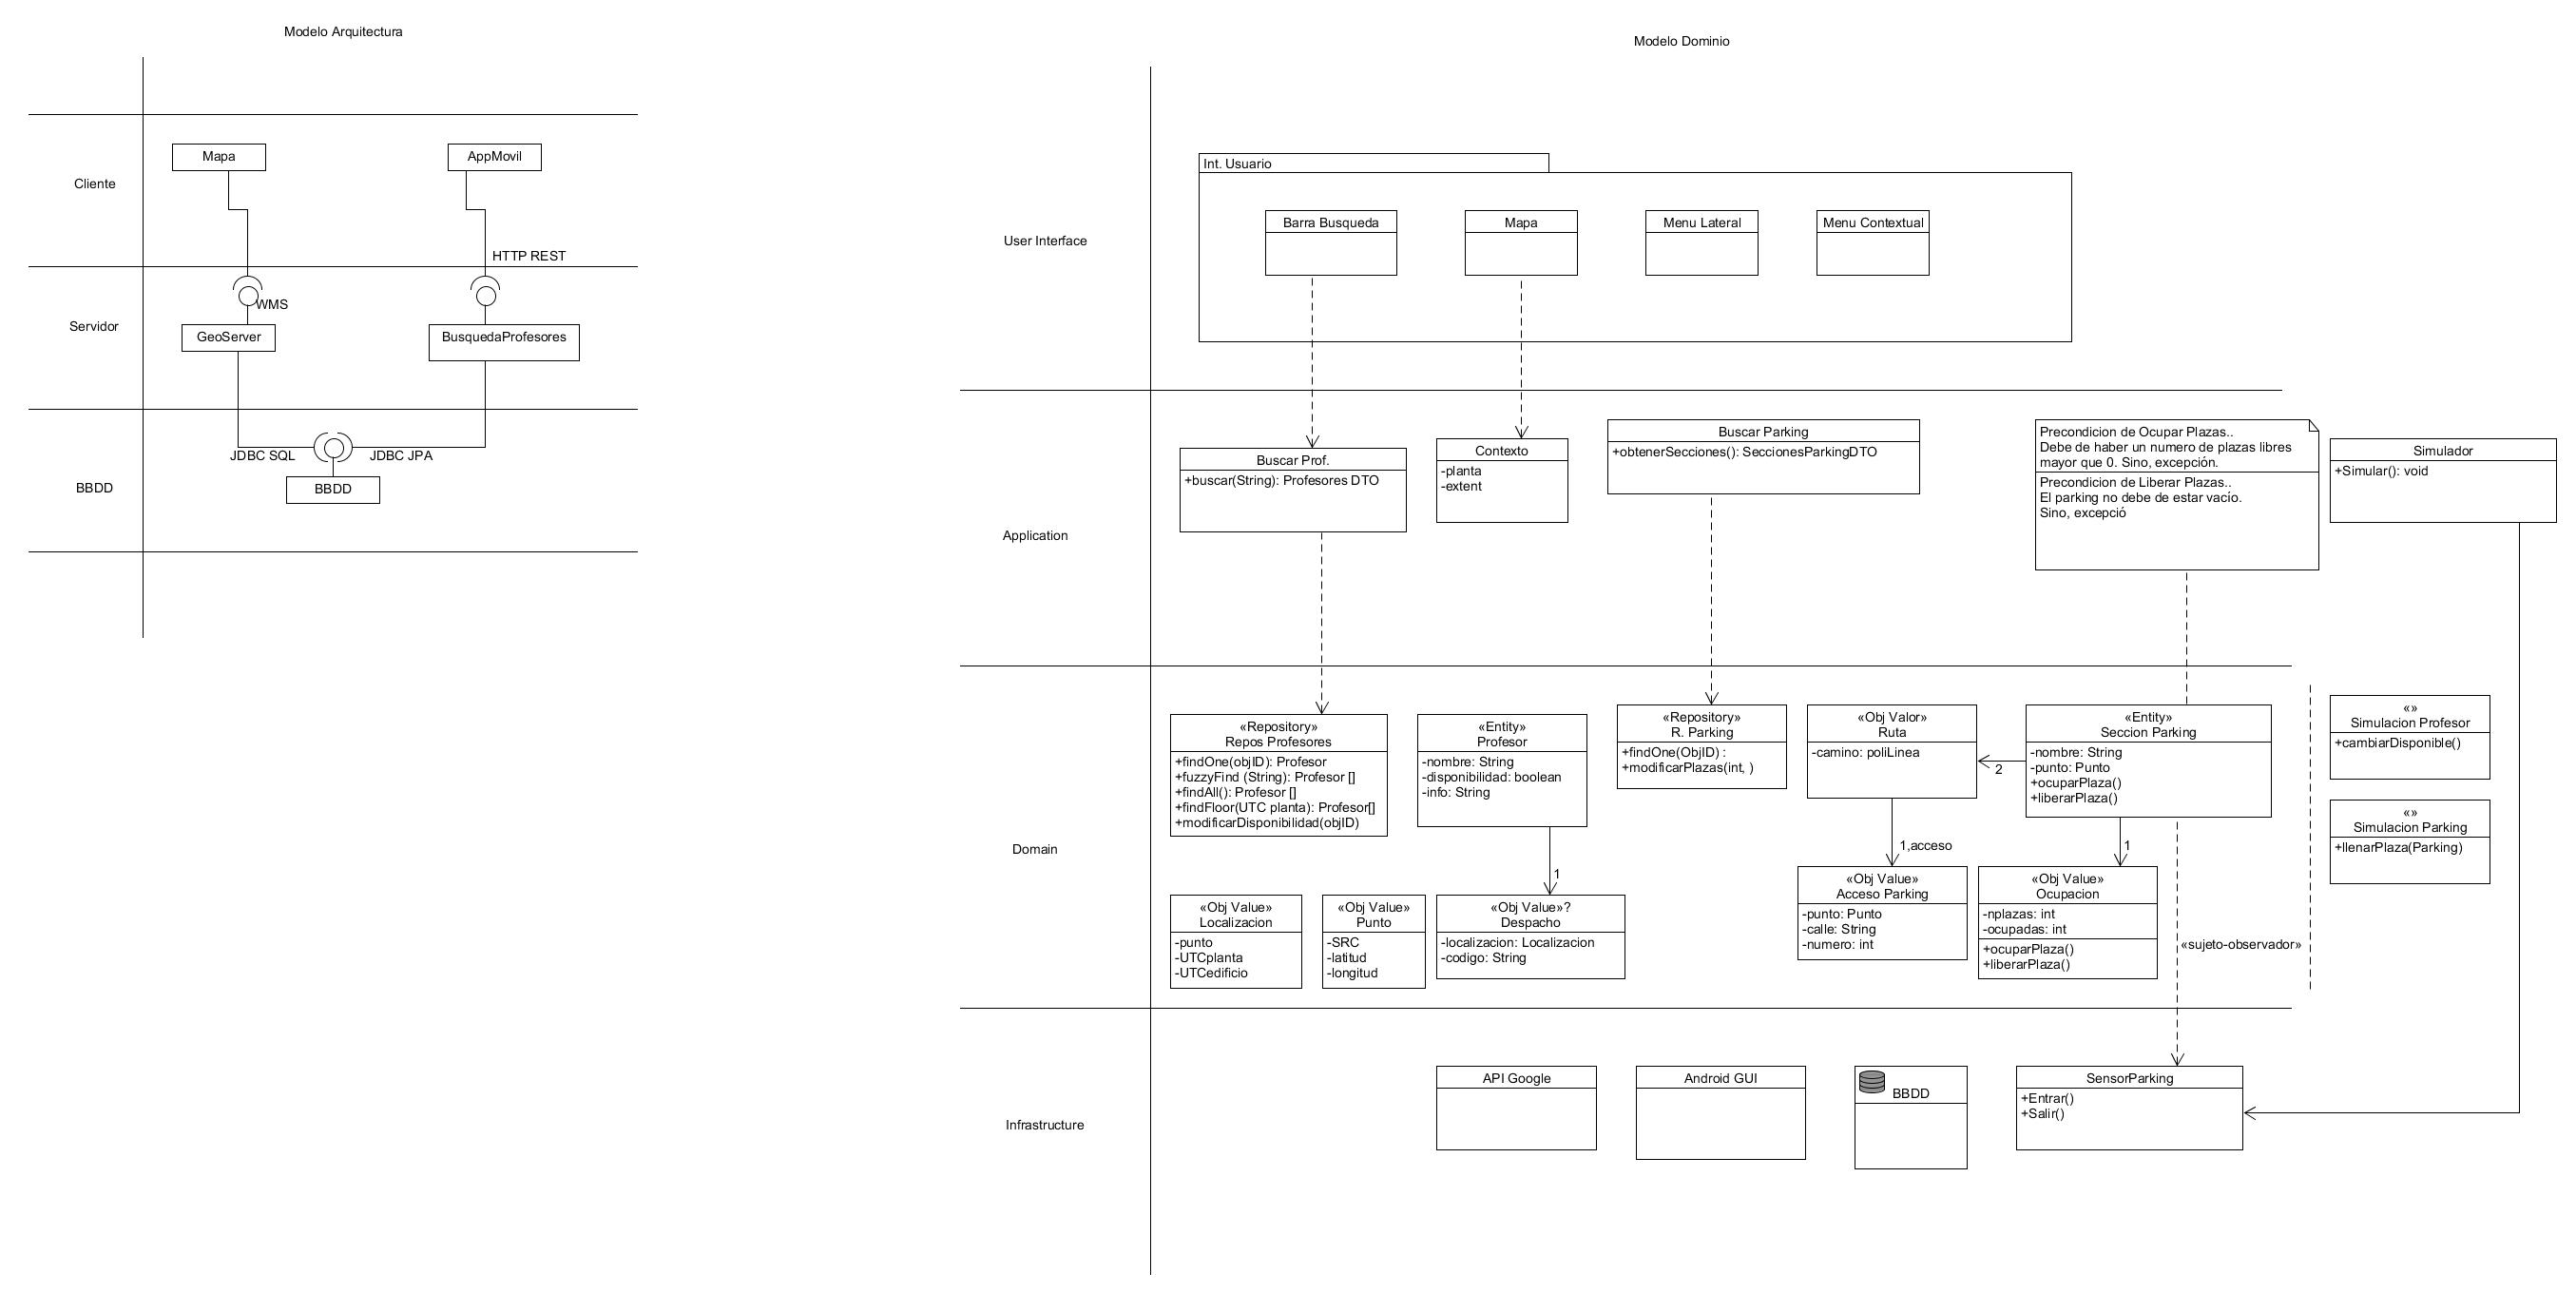 Modelo Arquitectura
Cliente
Mapa
AppMovil
HTTP REST
Servidor
WMS
GeoServer
BusquedaProfesores
BBDD
JDBC SQL
JDBC JPA
BBDD
Modelo Dominio
User Interface
Int. Usuario
Barra Busqueda
Mapa
Menu Lateral
Menu Contextual
Application
Buscar Prof.
+buscar(String): Profesores DTO
Contexto
-planta
-extent
Buscar Parking
+obtenerSecciones(): SeccionesParkingDTO
Precondicion de Ocupar Plazas..
Debe de haber un numero de plazas libres
mayor que 0. Sino, excepción.
Precondicion de Liberar Plazas..
El parking no debe de estar vacío.
Sino, excepció
Simulador
+Simular(): void
Domain
«Repository»
Repos Profesores
+findOne(objID): Profesor
+fuzzyFind (String): Profesor []
+findAll(): Profesor []
+findFloor(UTC planta): Profesor[]
+modificarDisponibilidad(objID)
«Entity»
Profesor
-nombre: String
-disponibilidad: boolean
-info: String
1
«Repository»
R. Parking
+findOne(ObjID) :
+modificarPlazas(int, )
«Obj Valor»
Ruta
-camino: poliLinea
2
1,acceso
«Entity»
Seccion Parking
-nombre: String
-punto: Punto
+ocuparPlaza()
+liberarPlaza()
1
«»
Simulacion Profesor
+cambiarDisponible()
«»
Simulacion Parking
+llenarPlaza(Parking)
«Obj Value»
Localizacion
-punto
-UTCplanta
-UTCedificio
«Obj Value»
Punto
-SRC
-latitud
-longitud
«Obj Value»?
Despacho
-localizacion: Localizacion
-codigo: String
«Obj Value»
Acceso Parking
-punto: Punto
-calle: String
-numero: int
«Obj Value»
Ocupacion
-nplazas: int
-ocupadas: int
+ocuparPlaza()
+liberarPlaza()
«sujeto-observador»
Infrastructure
API Google
Android GUI
BBDD
SensorParking
+Entrar()
+Salir()